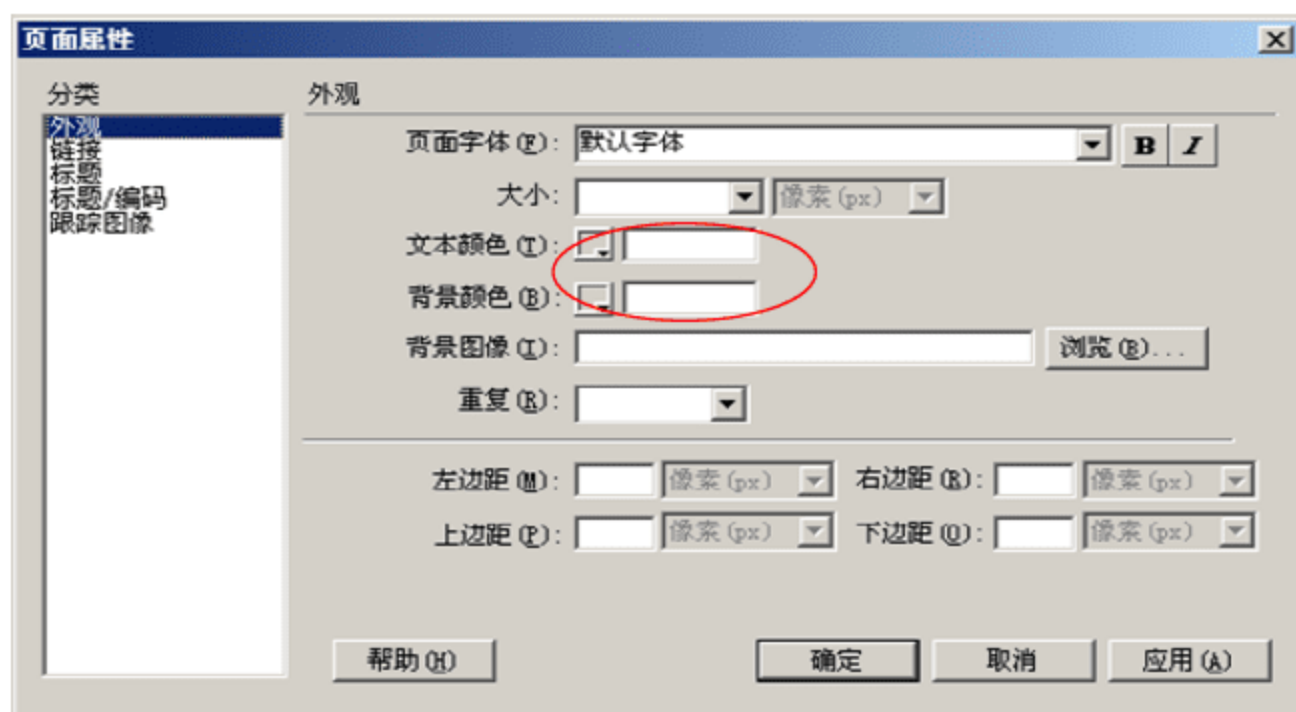 页面属性
分类
外观
链接
标题
标题/编码
跟踪图像
外观
页面字体(F): 默认字体 B I
大小: 像素(px)
文本颜色(T):
背景颜色(B):
背景图像(I): 浏览(B)...
重复(R):
左边距(M): 像素(px) 右边距(R): 像素(px)
上边距(P): 像素(px) 下边距(O): 像素(px)
帮助(H) 确定 取消 应用(A)